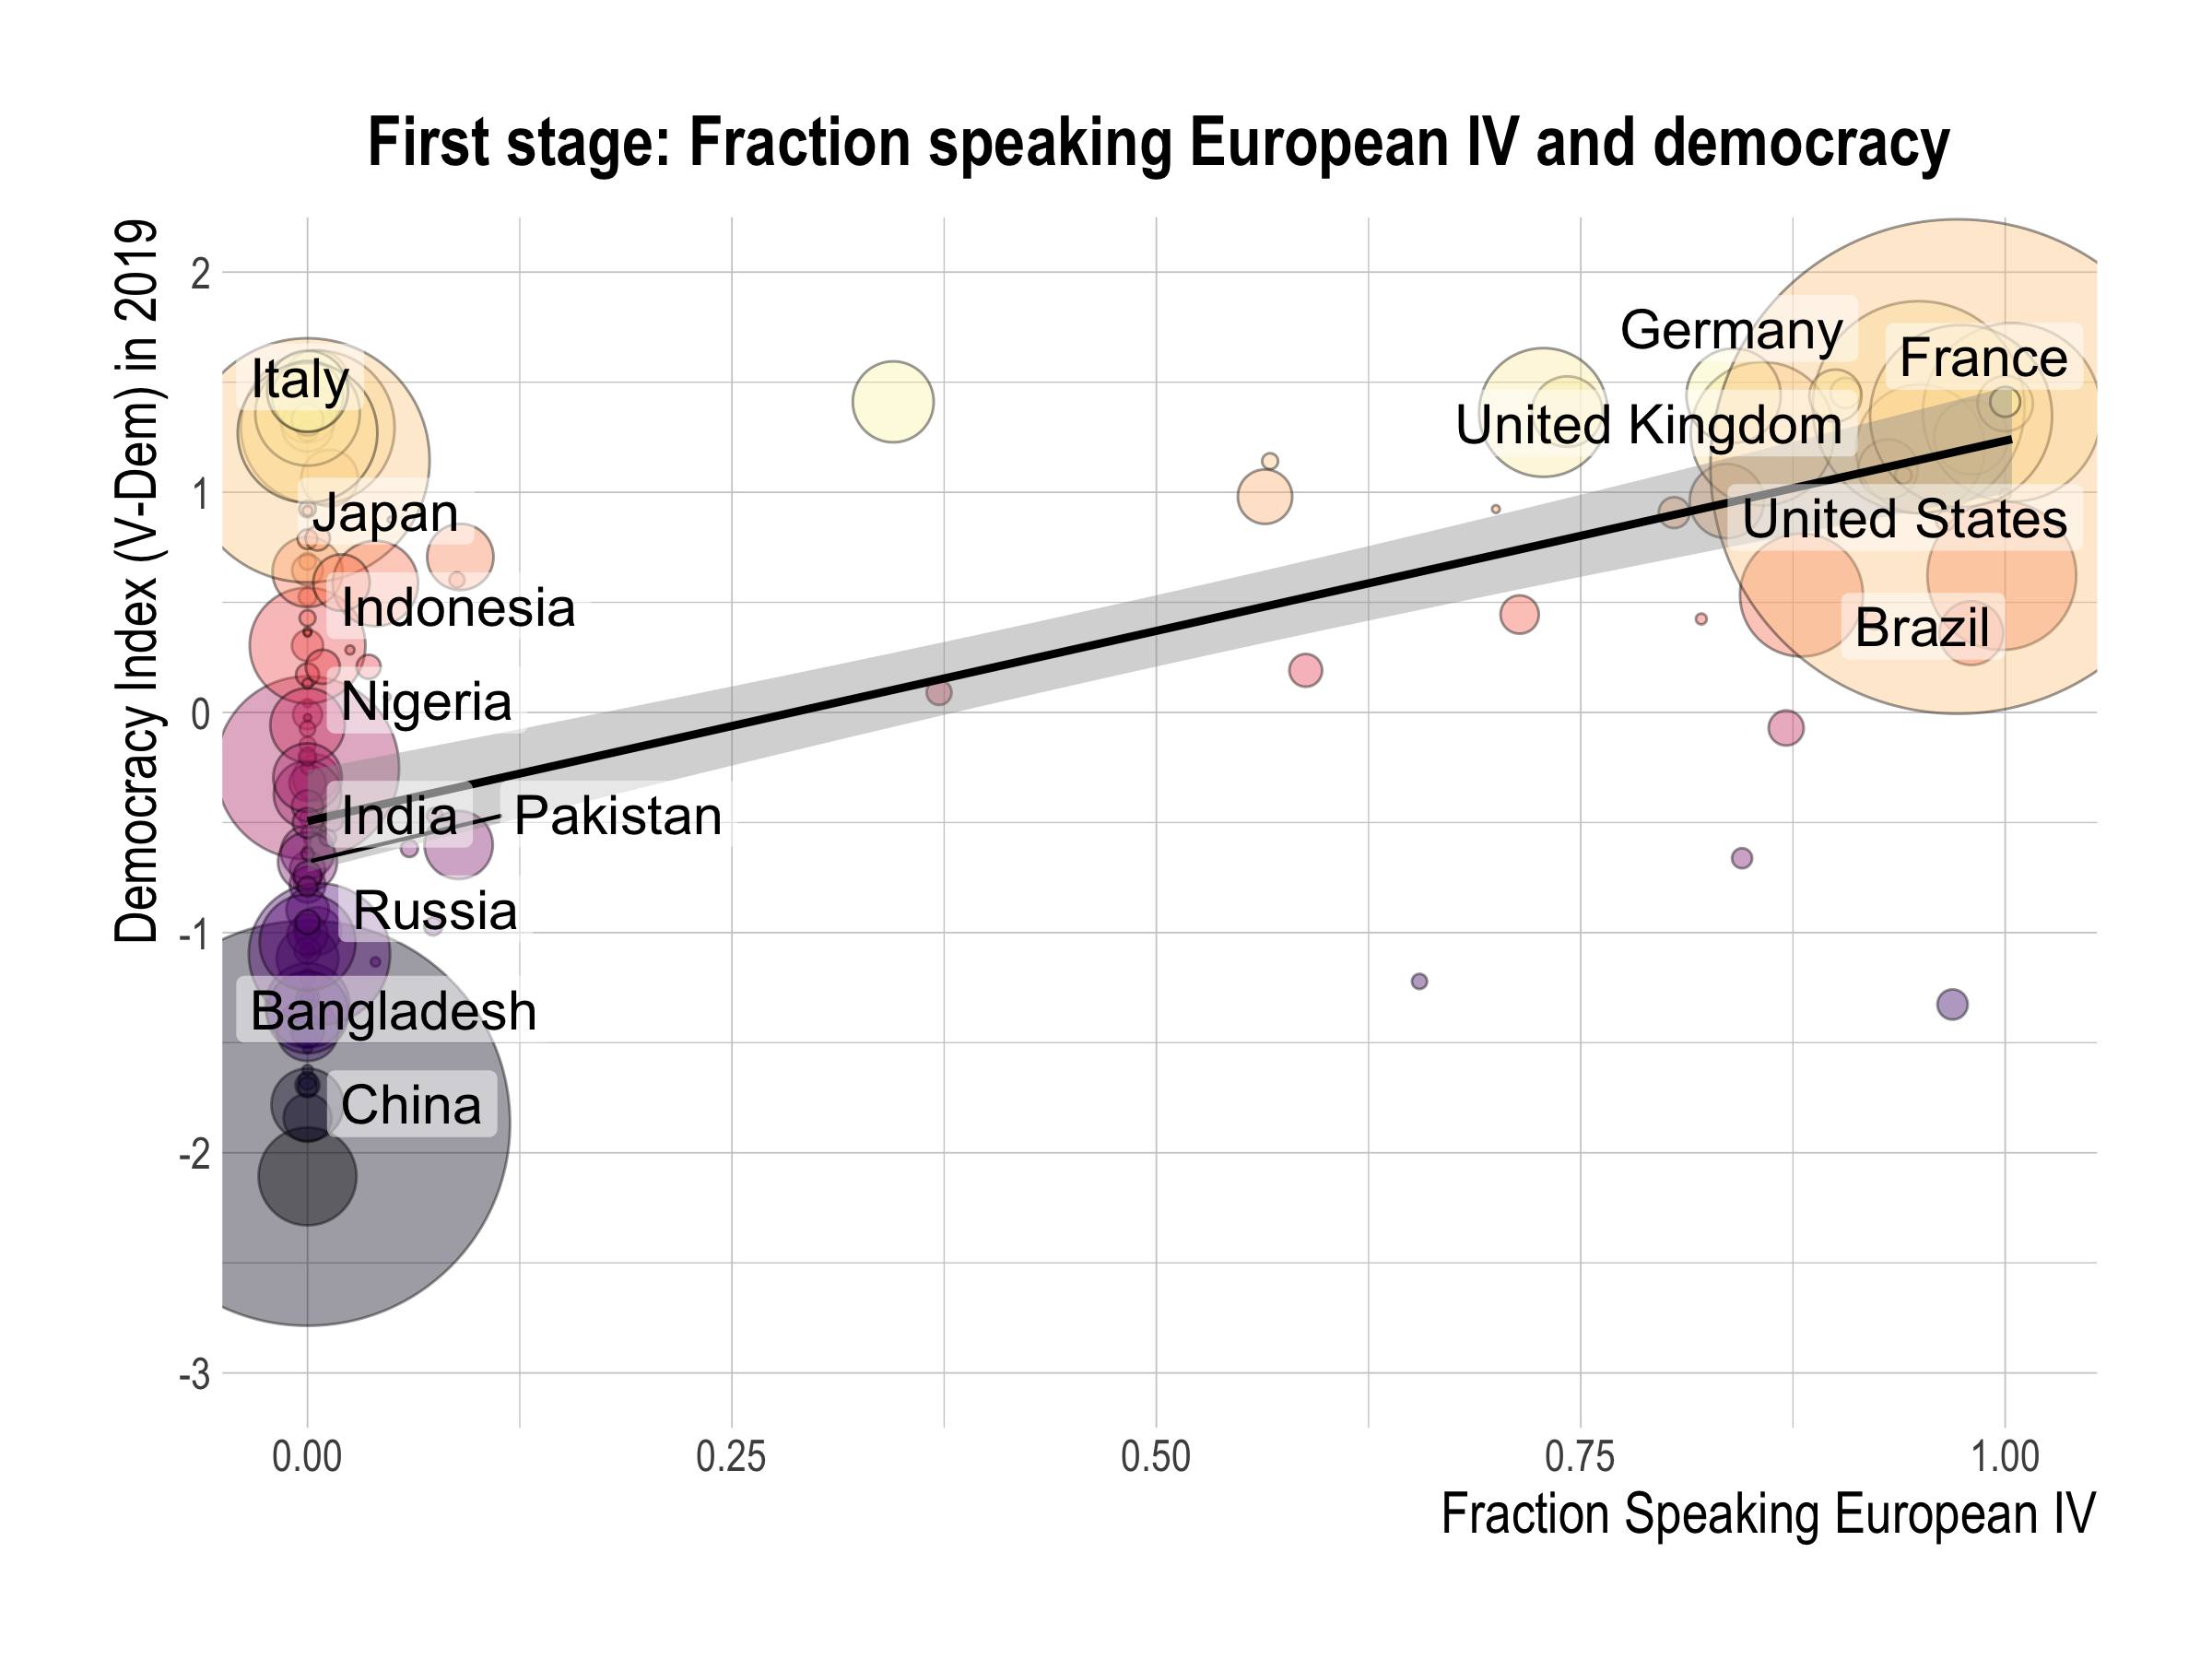 First stage: Fraction speaking European IV and democracy
Democracy Index (V-Dem) in 2019
2
1
0
-1
-2
-3
Italy
Japan
Indonesia
Nigeria
India
Pakistan
Russia
Bangladesh
China
Germany
France
United Kingdom
United States
Brazil
0.00
0.25
0.50
0.75
1.00
Fraction Speaking European IV